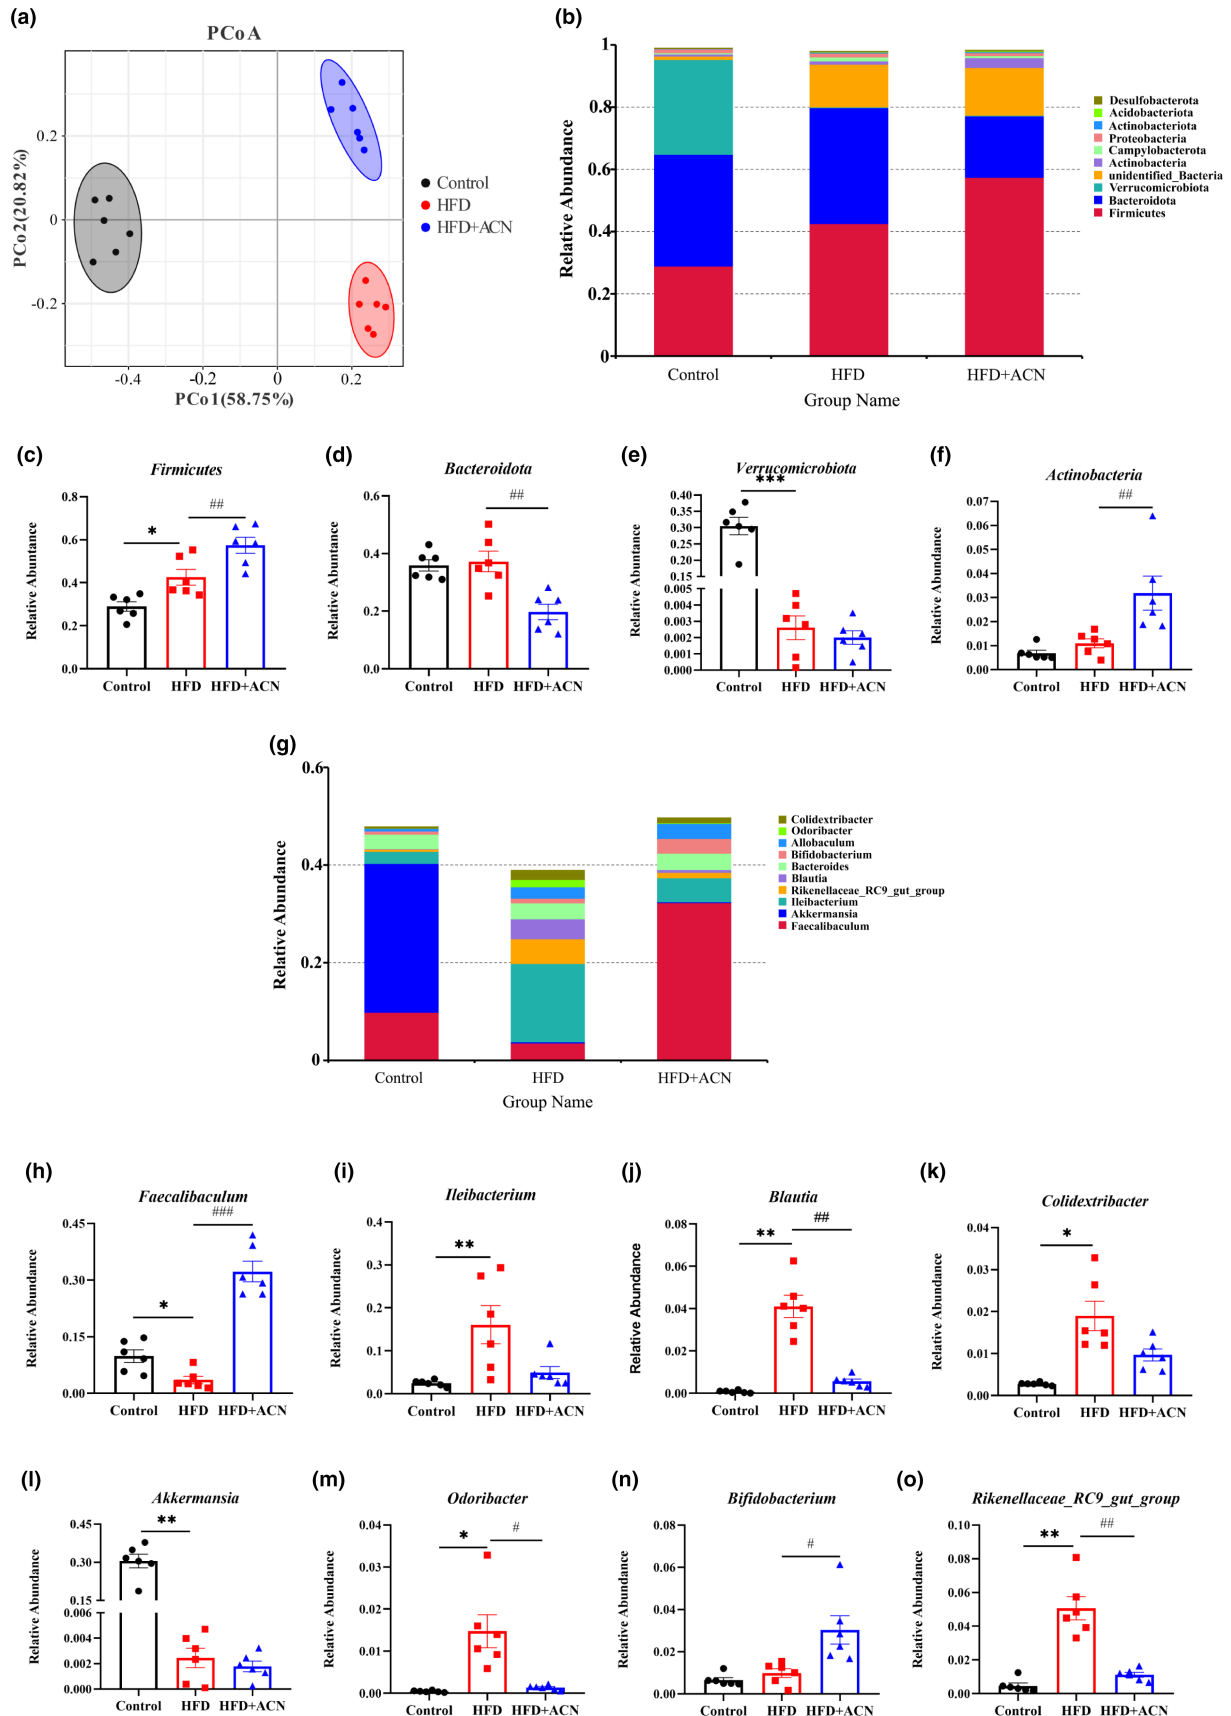 (a)
PCoA
PCo2(20.82%)
0.2
0
-0.2
-0.4
-0.2
0
0.2
PCo1(58.75%)
Control
HFD
HFD+ACN
(b)
Relative Abundance
1
0.8
0.6
0.4
0.2
0
Control
HFD
HFD+ACN
Group Name
Desulfobacterota
Acidobacteriota
Actinobacteriota
Proteobacteria
Campylobacterota
Actinobacteria
unidentified_Bacteria
Verrucomicrobiota
Bacteroidota
Firmicutes
(c)
Firmicutes
Relative Abuntance
0.8
0.6
0.4
0.2
0.0
*
##
Control
HFD
HFD+ACN
(d)
Bacteroidota
Relative Abundance
0.6
0.4
0.2
0.0
##
Control
HFD
HFD+ACN
(e)
Verrucomicrobiota
Relative Abundance
***
0.40
0.35
0.30
0.25
0.20
0.15
0.005
0.004
0.003
0.002
0.001
0.000
Control
HFD
HFD+ACN
(f)
Actinobacteria
Relative Abundance
0.07
0.06
0.05
0.04
0.03
0.02
0.01
0.00
##
Control
HFD
HFD+ACN
(g)
Relative Abundance
0.6
0.4
0.2
0
Control
HFD
HFD+ACN
Group Name
Colidextribacter
Odoribacter
Allobaculum
Bifidobacterium
Bacteroides
Blautia
Rikenellaceae_RC9_gut_group
Ileibacterium
Akkermansia
Faecalibaculum
(h)
Faecalibaculum
Relative Abundance
0.45
0.30
0.15
0.00
*
###
Control
HFD
HFD+ACN
(i)
Ileibacterium
Relative Abundance
0.4
0.3
0.2
0.1
0.0
**
Control
HFD
HFD+ACN
(j)
Blautia
Relative Abundance
0.08
0.06
0.04
0.02
0.00
**
##
Control
HFD
HFD+ACN
(k)
Colidextribacter
Relative Abundance
0.04
0.03
0.02
0.01
0.00
*
Control
HFD
HFD+ACN
(l)
Akkermansia
Relative Abundance
0.45
0.30
0.15
0.006
0.004
0.002
0.000
**
Control
HFD
HFD+ACN
(m)
Odoribacter
Relative Abundance
0.04
0.03
0.02
0.01
0.00
*
#
Control
HFD
HFD+ACN
(n)
Bifidobacterium
Relative Abundance
0.08
0.06
0.04
0.02
0.00
#
Control
HFD
HFD+ACN
(o)
Rikenellaceae_RC9_gut_group
Relative Abundance
0.10
0.08
0.06
0.04
0.02
0.00
**
##
Control
HFD
HFD+ACN